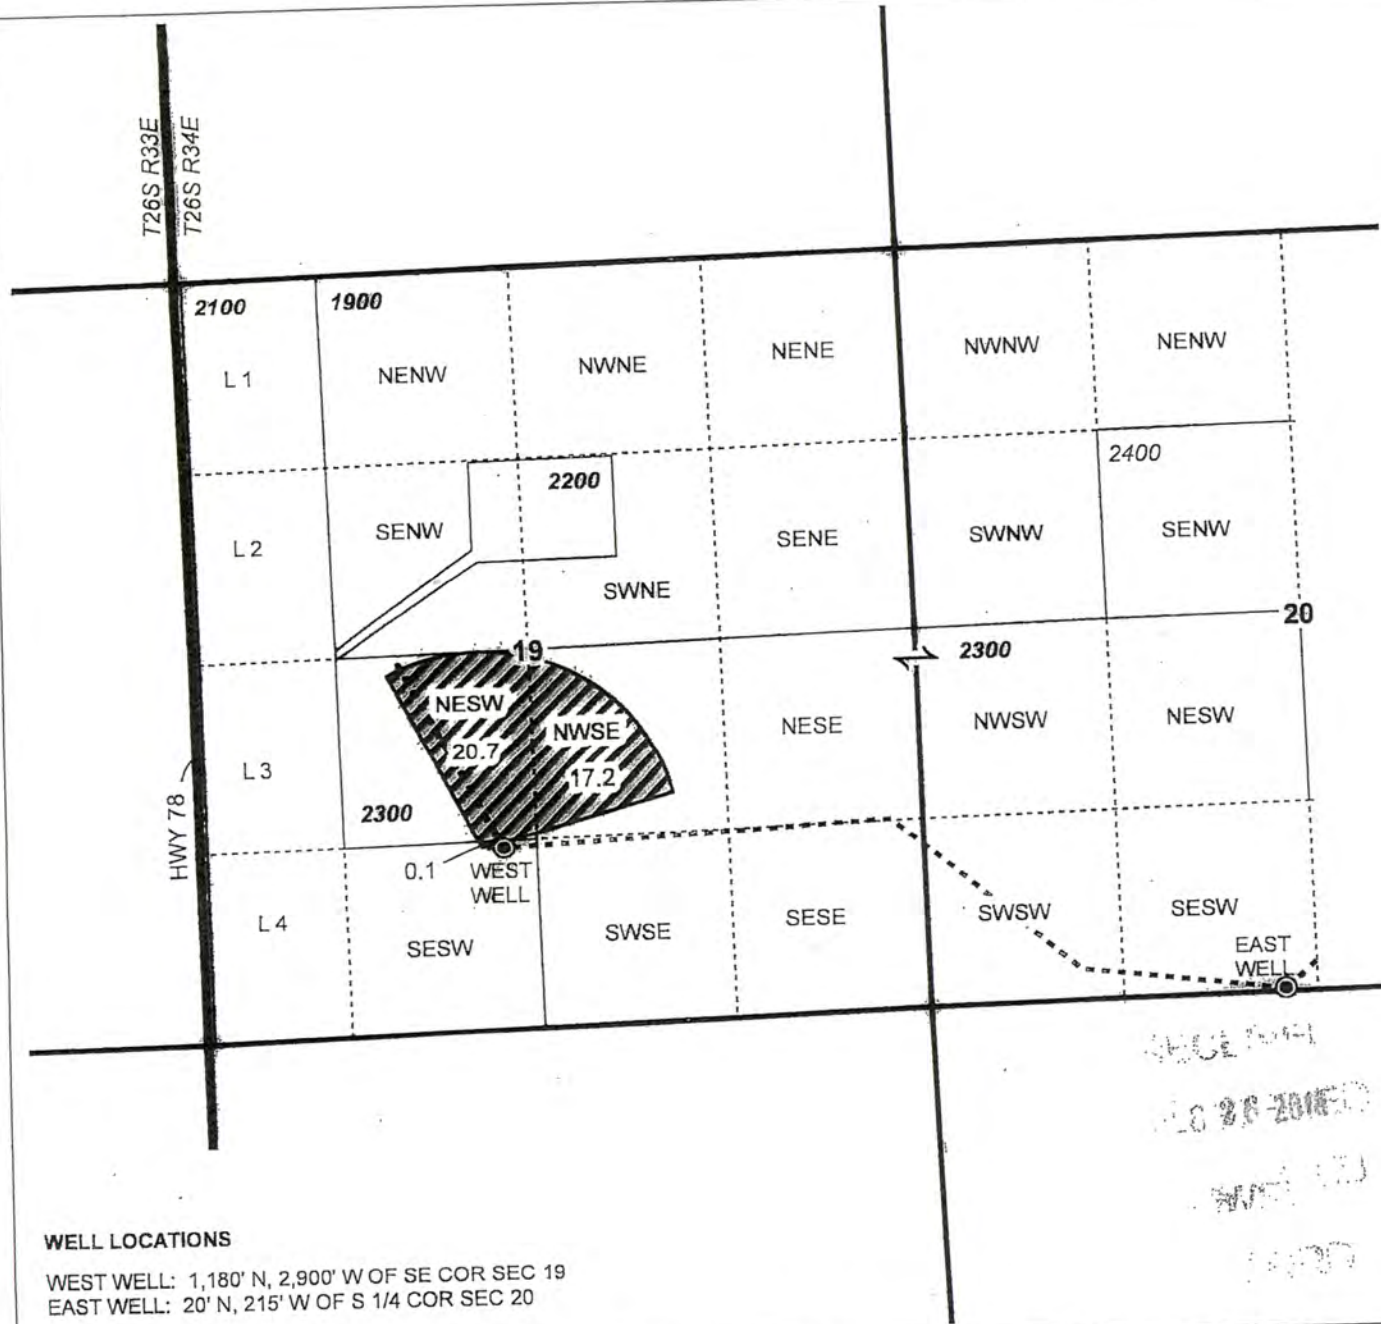 T26S R33E
T26S R34E
2100
1900
L 1
NENW
NWNE
NENE
NWNW
NENW
2200
2400
L 2
SENW
SWNE
SENE
SWNW
SENW
19
20
2300
NESW
20.7
NWSE
17.2
NESE
NWSW
NESW
L 3
HWY 78
2300
0.1
WEST
WELL
L 4
SESW
SWSE
SESE
SWSW
SESW
EAST
WELL
WELL LOCATIONS
WEST WELL: 1,180' N, 2,900' W OF SE COR SEC 19
EAST WELL: 20' N, 215' W OF S 1/4 COR SEC 20